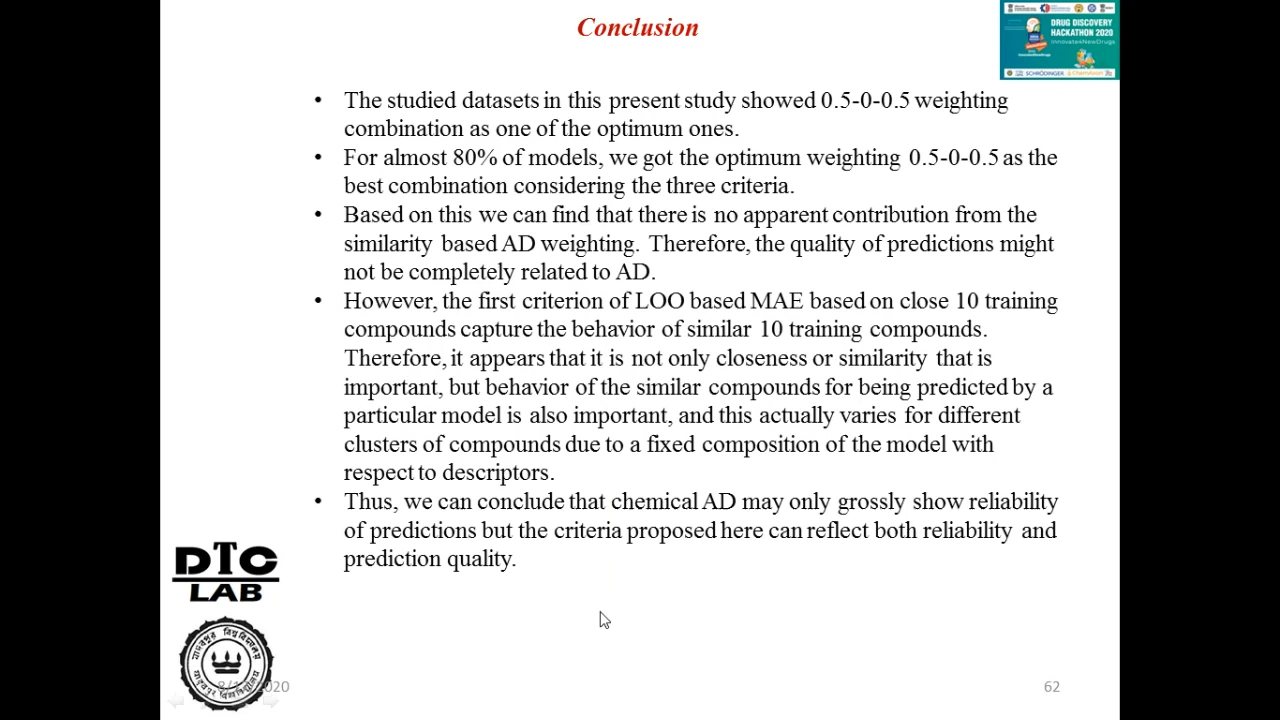 Conclusion
DRUG DISCOVERY
HACKATHON 2020
SCHRÖDINGER
• The studied datasets in this present study showed 0.5-0-0.5 weighting
combination as one of the optimum ones.
• For almost 80% of models, we got the optimum weighting 0.5-0-0.5 as the
best combination considering the three criteria.
• Based on this we can find that there is no apparent contribution from the
similarity based AD weighting. Therefore, the quality of predictions might
not be completely related to AD.
• However, the first criterion of LOO based MAE based on close 10 training
compounds capture the behavior of similar 10 training compounds.
Therefore, it appears that it is not only closeness or similarity that is
important, but behavior of the similar compounds for being predicted by a
particular model is also important, and this actually varies for different
clusters of compounds due to a fixed composition of the model with
respect to descriptors.
• Thus, we can conclude that chemical AD may only grossly show reliability
of predictions but the criteria proposed here can reflect both reliability and
prediction quality.
DTC
LAB
যাদবপুর বিশ্ববিদ্যালয়
2020
62